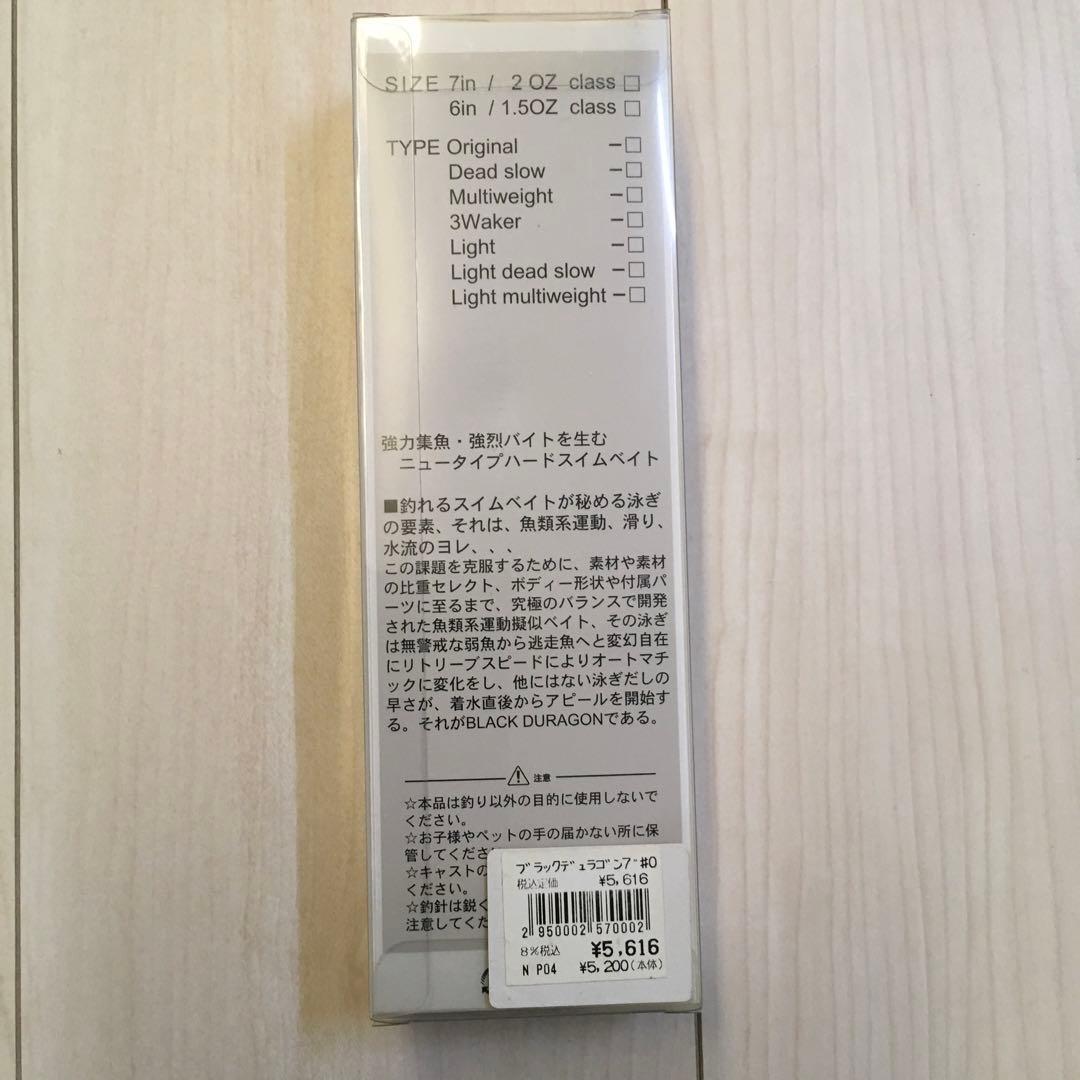 SIZE 7in / 2 OZ class □
6in / 1.5OZ class □
TYPE Original −□
Dead slow −□
Multiweight −□
3Waker −□
Light −□
Light dead slow −□
Light multiweight −□
強力集魚・強烈バイトを生む
ニュータイプハードスイムベイト
■釣れるスイムベイトが秘める泳ぎ
の要素、それは、魚類系運動、滑り、
水流のヨレ、、、
この課題を克服するために、素材や素材
の比重セレクト、ボディー形状や付属パ
ーツに至るまで、究極のバランスで開発
された魚類系運動擬似ベイト、その泳ぎ
は無警戒な弱魚から逃走魚へと変幻自在
にリトリーブスピードによりオートマチ
ックに変化をし、他にはない泳ぎだしの
早さが、着水直後からアピールを開始す
る。それがBLACK DURAGONである。
注意
☆本品は釣り以外の目的に使用しないで
ください。
☆お子様やペットの手の届かない所に保
管してくださ
☆キャストの
ください。
☆釣針は鋭く
注意してくた
ブラックデュラゴン7"#0
税込定価 ¥5,616
2 950002 570002
8%税込 ¥5,616
N P04 ¥5,200(本体)